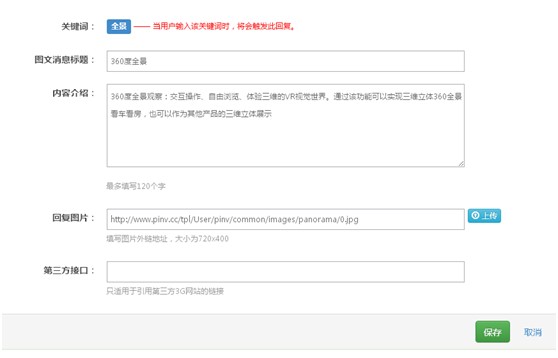 关键词： 全景 —— 当用户输入该关键词时，将会触发此回复。
图文消息标题： 360度全景
内容介绍： 360度全景观察：交互操作、自由浏览、体验三维的VR视觉世界。通过该功能可以实现三维立体360全景
看车看房，也可以作为其他产品的三维立体展示
最多填写120个字
回复图片： http://www.pinv.cc/tpl/User/pinv/common/images/panorama/0.jpg 上传
填写图片外链地址，大小为720x400
第三方接口：
只适用于引用第三方3G网站的链接
保存 取消